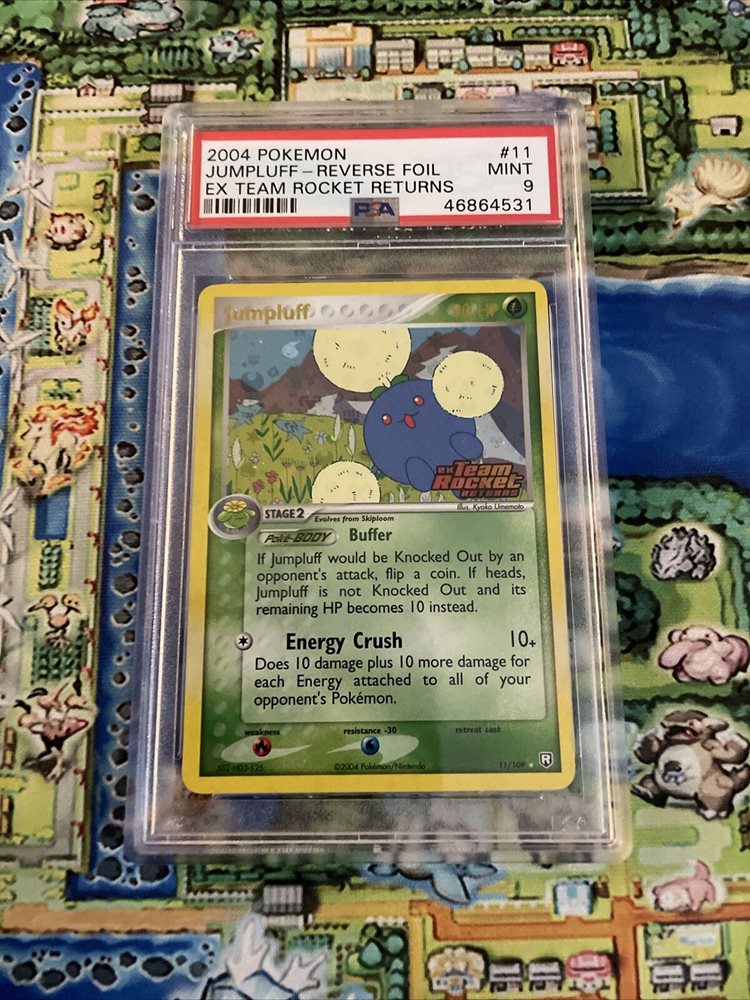 2004 POKEMON #11
JUMPLUFF - REVERSE FOIL MINT
EX TEAM ROCKET RETURNS 9
PSA 46864531
Jumpluff
ex Team
Rocket
RETURNS
Illus. Kyoko Umemoto
STAGE 2 Evolves from Skiploom
Poké-BODY Buffer
If Jumpluff would be Knocked Out by an
opponent's attack, flip a coin. If heads,
Jumpluff is not Knocked Out and its
remaining HP becomes 10 instead.
Energy Crush 10+
Does 10 damage plus 10 more damage for
each Energy attached to all of your
opponent's Pokémon.
weakness resistance -30 retreat cost
©2004 Pokémon/Nintendo 11/109 ★ R